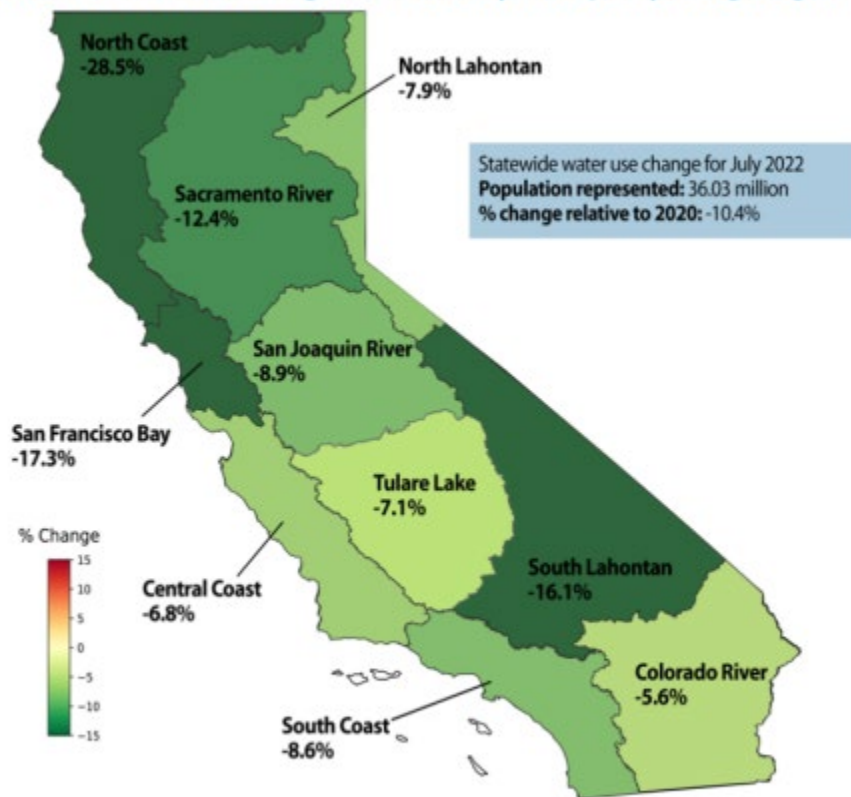 North Coast
-28.5%
North Lahontan
-7.9%
Statewide water use change for July 2022
Population represented: 36.03 million
% change relative to 2020: -10.4%
Sacramento River
-12.4%
San Joaquin River
-8.9%
San Francisco Bay
-17.3%
Tulare Lake
-7.1%
% Change
15
10
5
0
−5
−10
−15
Central Coast
-6.8%
South Lahontan
-16.1%
Colorado River
-5.6%
South Coast
-8.6%